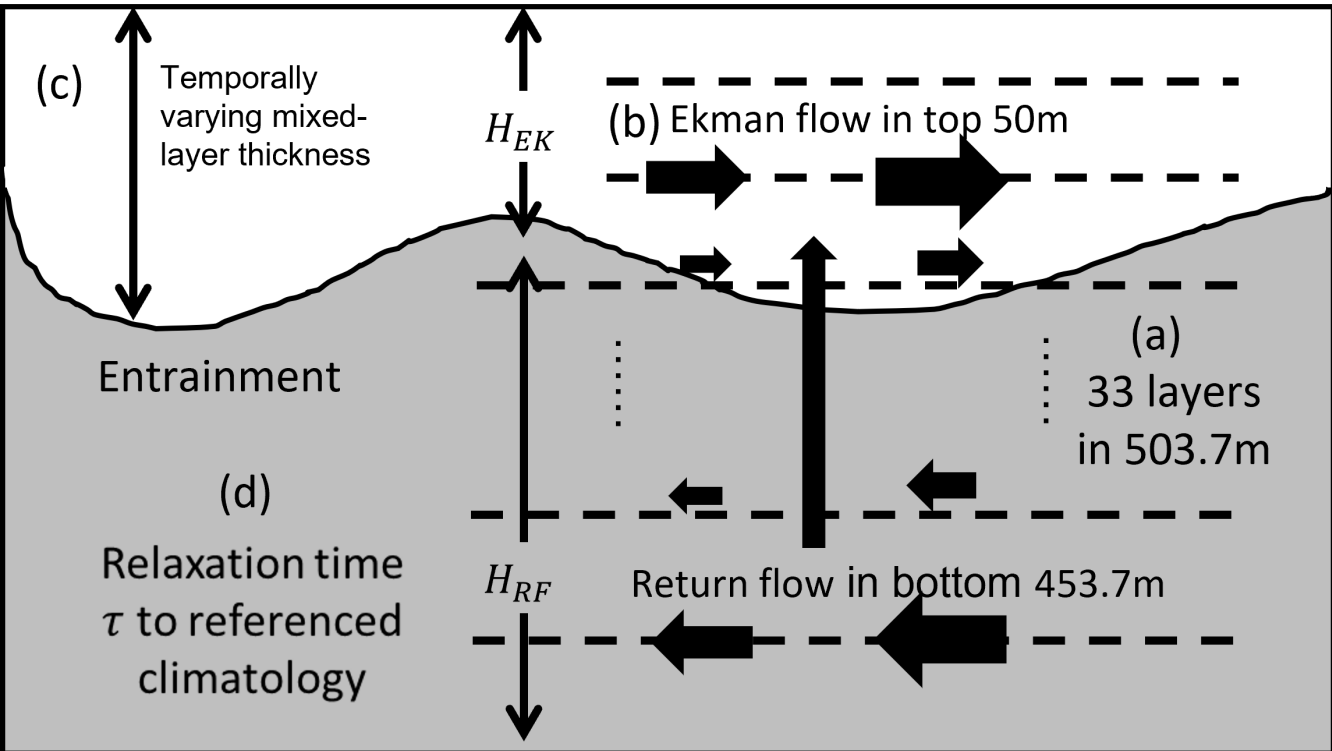 (c)
Temporally
varying mixed-
layer thickness
H_EK
(b) Ekman flow in top 50m
Entrainment
(a)
33 layers
in 503.7m
(d)
Relaxation time
τ to referenced
climatology
H_RF
Return flow in bottom 453.7m